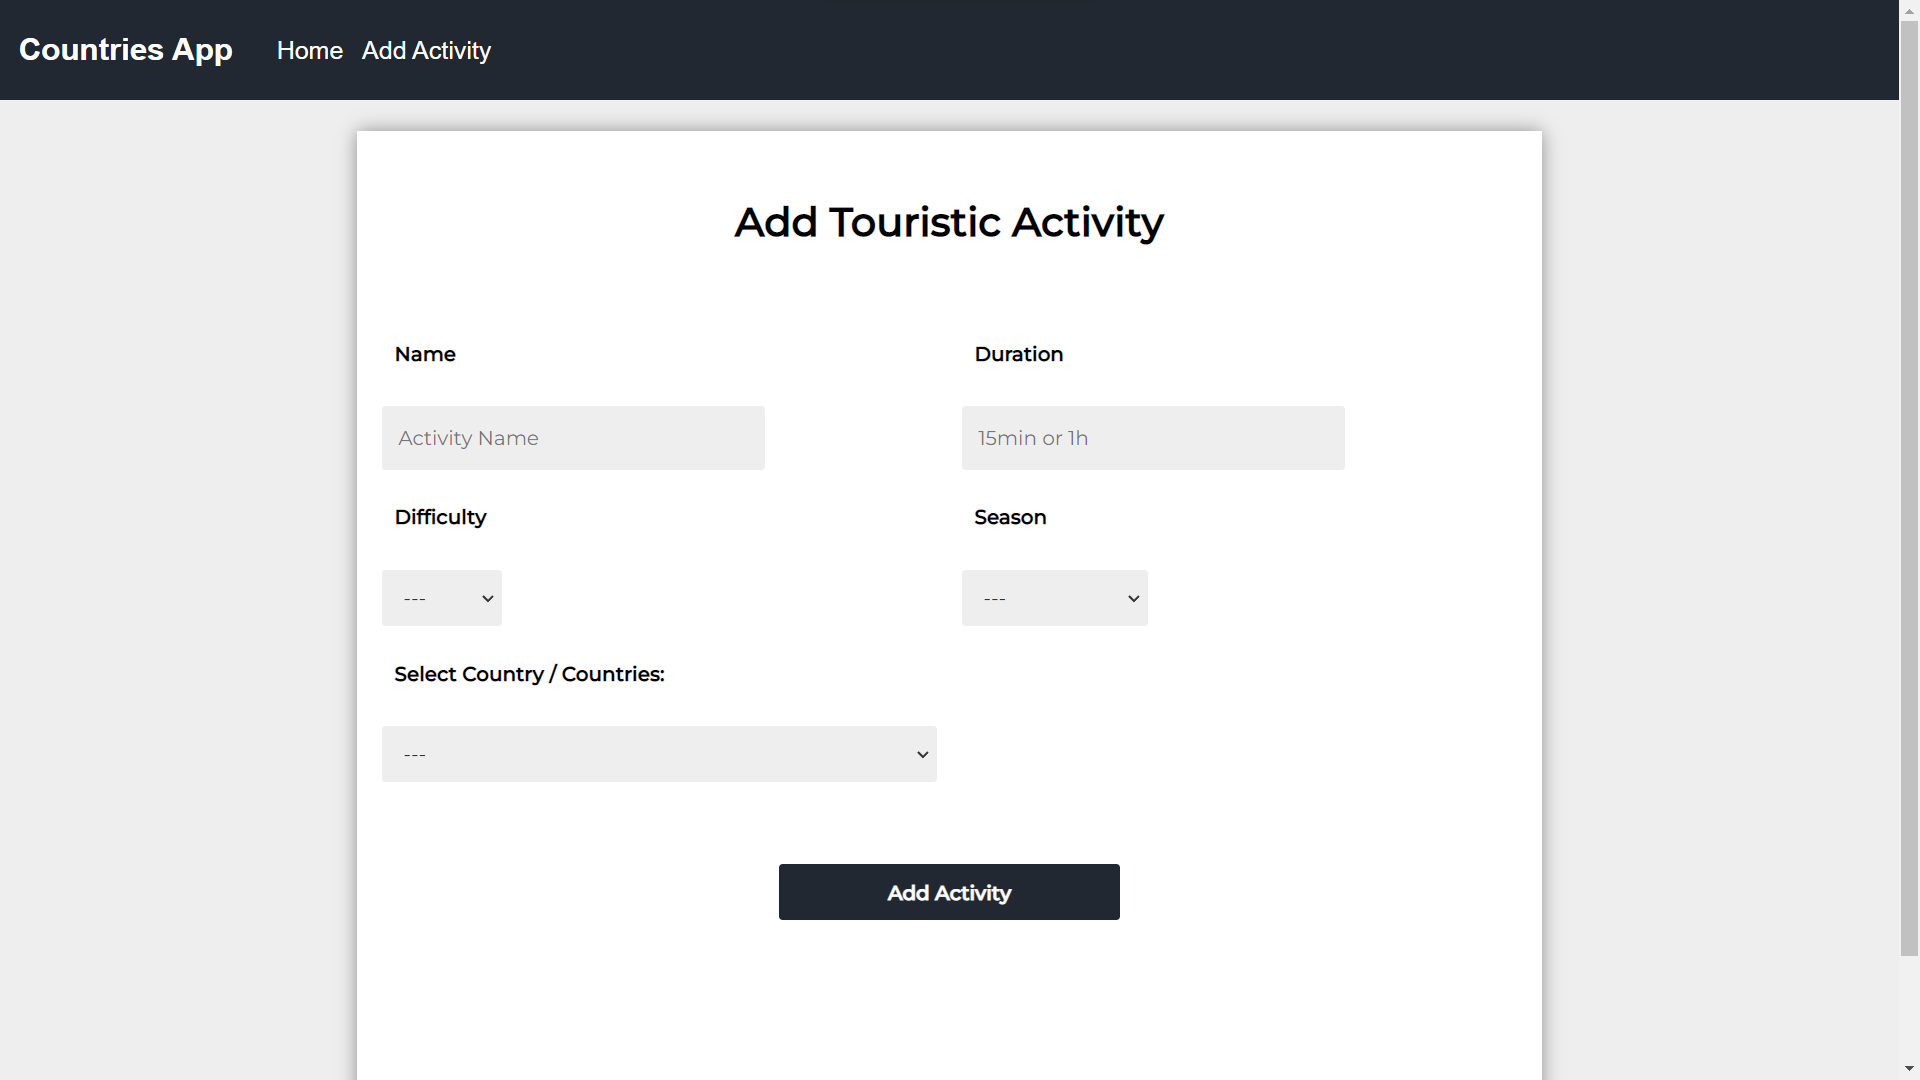 Countries App Home Add Activity
Add Touristic Activity
Name Duration
Activity Name 15min or 1h
Difficulty Season
--- ---
Select Country / Countries:
---
Add Activity